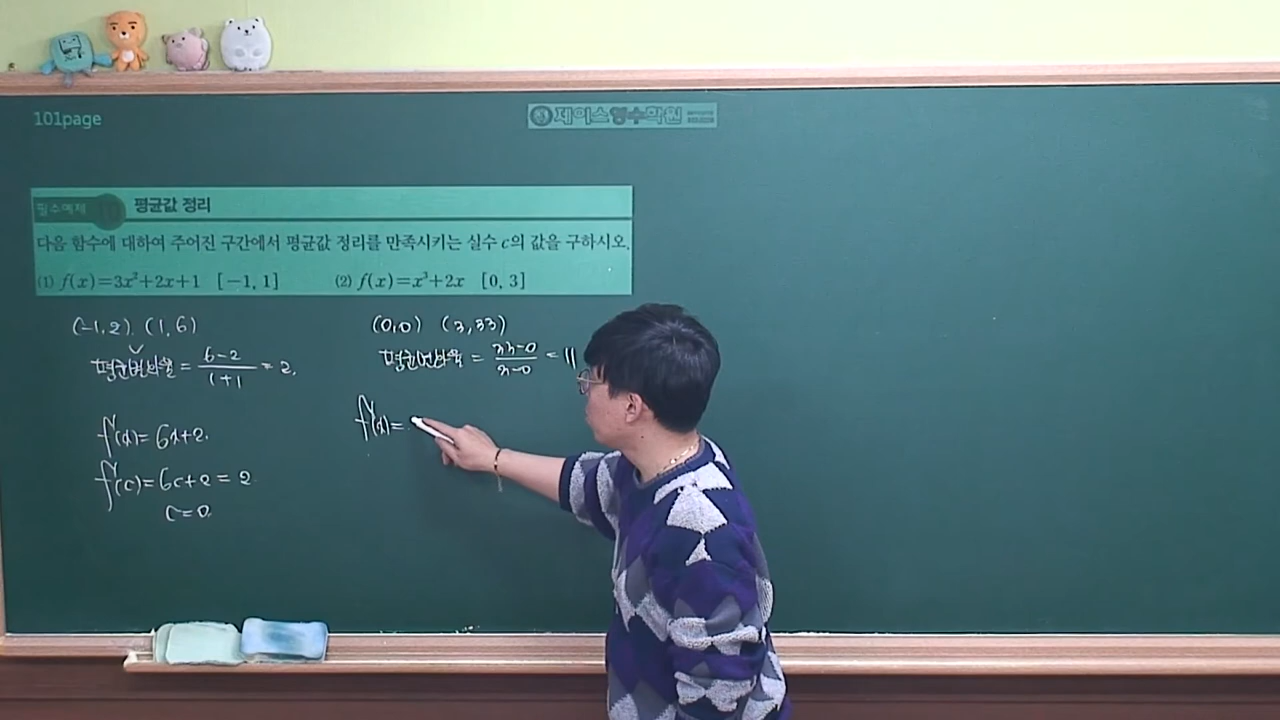 101page
제이스영수학원
필수예제 10 평균값 정리
다음 함수에 대하여 주어진 구간에서 평균값 정리를 만족시키는 실수 c의 값을 구하시오.
(1) f(x)=3x²+2x+1 [-1, 1] (2) f(x)=x³+2x [0, 3]
(-1,2), (1,6)
평균변화율 = \frac{6-2}{1+1} = 2.
f'(x)= 6x+2.
f'(c)= 6c+2 = 2.
c=0.
(0,0) (3,33)
평균변화율 = \frac{33-0}{3-0} = 11
f'(x)=